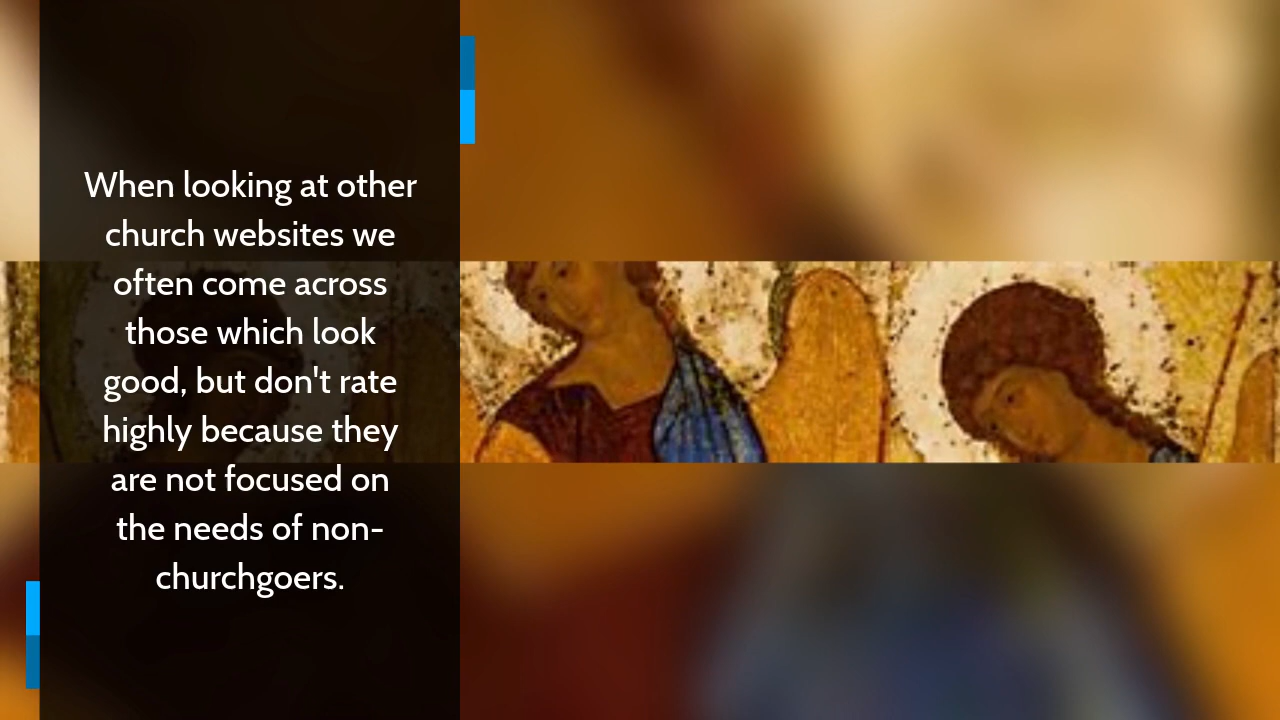 When looking at other
church websites we
often come across
those which look
good, but don't rate
highly because they
are not focused on
the needs of non-
churchgoers.